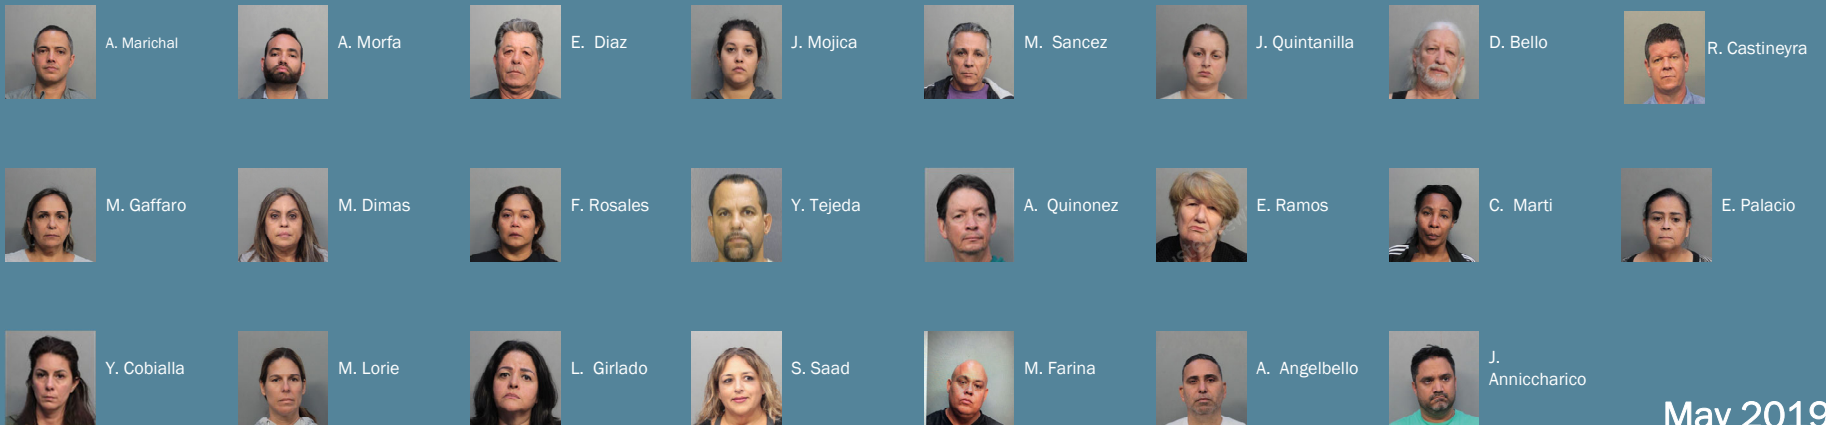 A. Marichal
A. Morfa
E. Diaz
J. Mojica
M. Sancez
J. Quintanilla
D. Bello
R. Castineyra
M. Gaffaro
M. Dimas
F. Rosales
Y. Tejeda
A. Quinonez
E. Ramos
C. Marti
E. Palacio
Y. Cobialla
M. Lorie
L. Girlado
S. Saad
M. Farina
A. Angelbello
J.
Anniccharico
May 2019